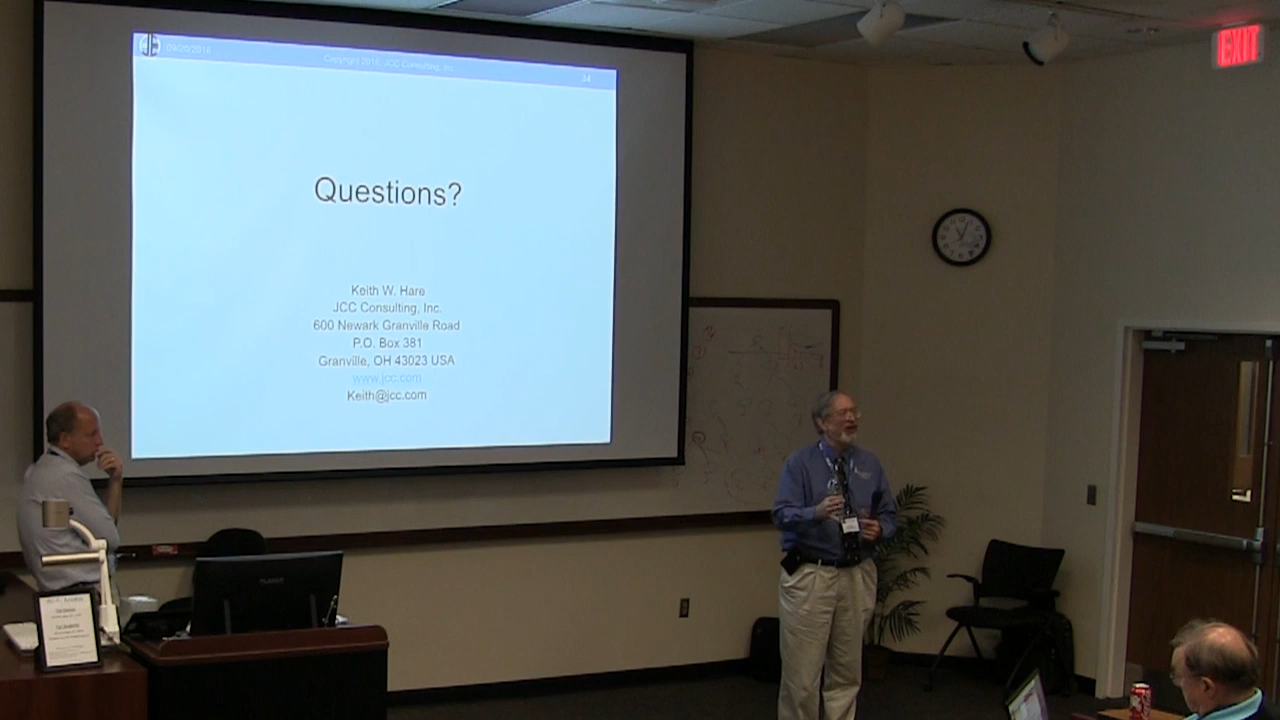 09/20/2016
Copyright 2016, JCC Consulting, Inc.
34
Questions?
Keith W. Hare
JCC Consulting, Inc.
600 Newark Granville Road
P.O. Box 381
Granville, OH 43023 USA
www.jcc.com
Keith@jcc.com
EXIT